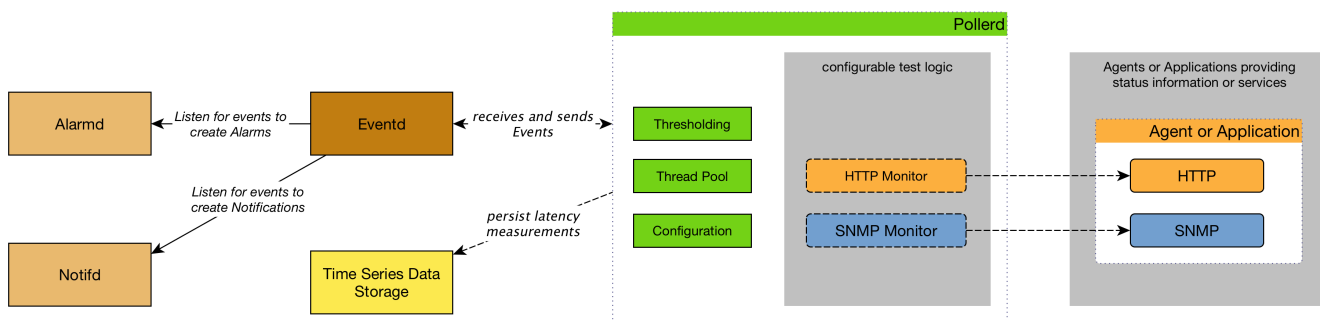 Pollerd
configurable test logic
Agents or Applications providing
status information or services
Alarmd
Listen for events to
create Alarms
Eventd
receives and sends
Events
Thresholding
Agent or Application
Thread Pool
HTTP Monitor
HTTP
Listen for events to
create Notifications
persist latency
measurements
Configuration
SNMP Monitor
SNMP
Notifd
Time Series Data
Storage